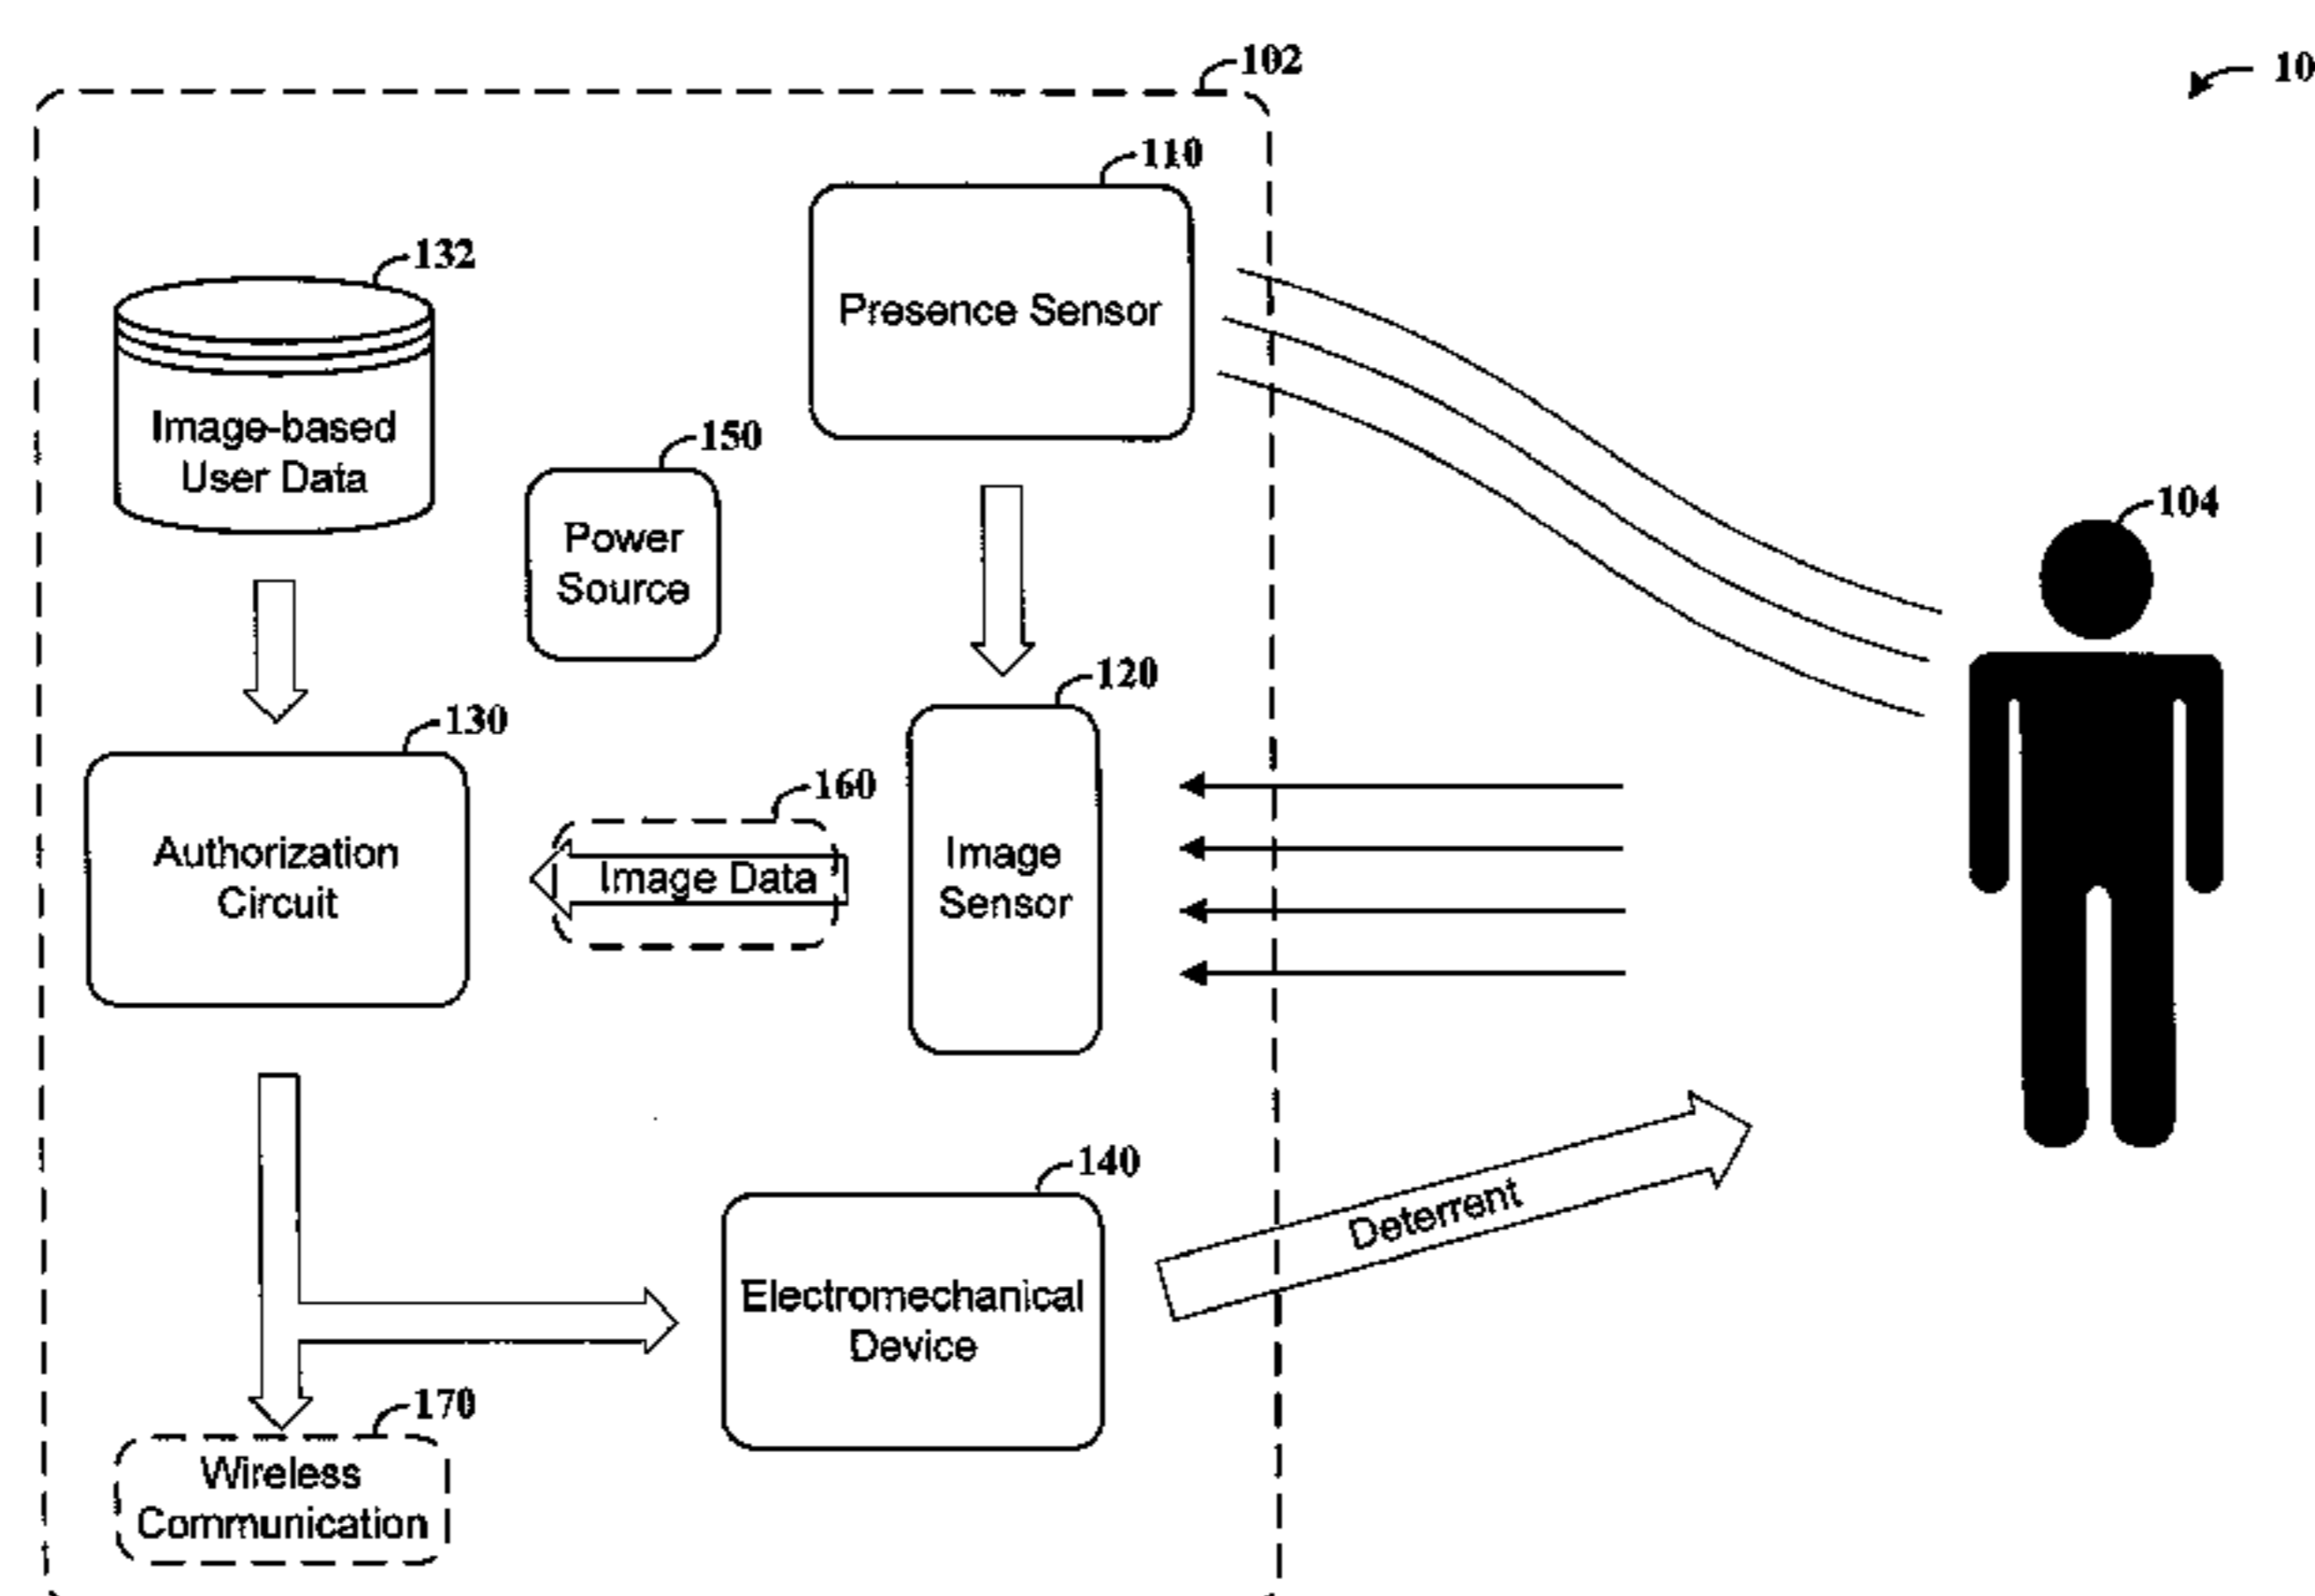 102
10
110
Presence Sensor
132
Image-based
User Data
150
Power
Source
104
120
Image
Sensor
130
Authorization
Circuit
160
Image Data
140
Electromechanical
Device
Deterrent
170
Wireless
Communication